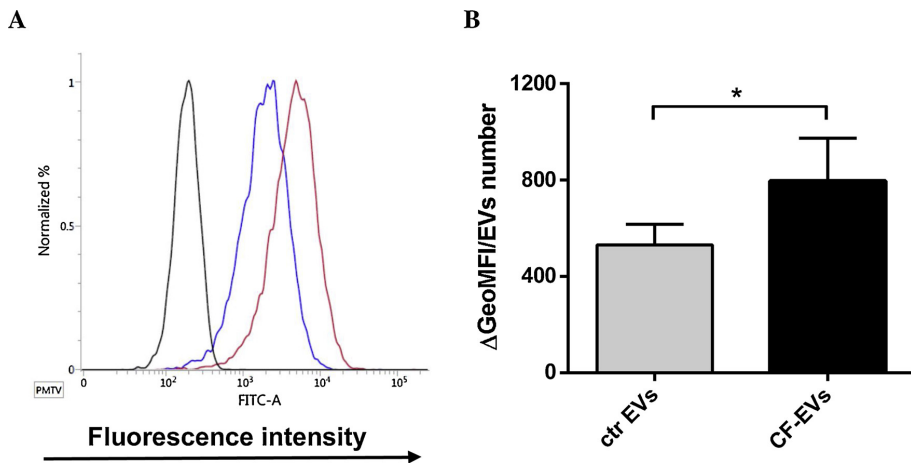 A
B
Normalized %
1
0.5
0
0 10² 10³ 10⁴ 10⁵
PMTV
FITC-A
Fluorescence intensity
ΔGeoMFI/EVs number
1200
800
400
0
*
ctr EVs
CF-EVs